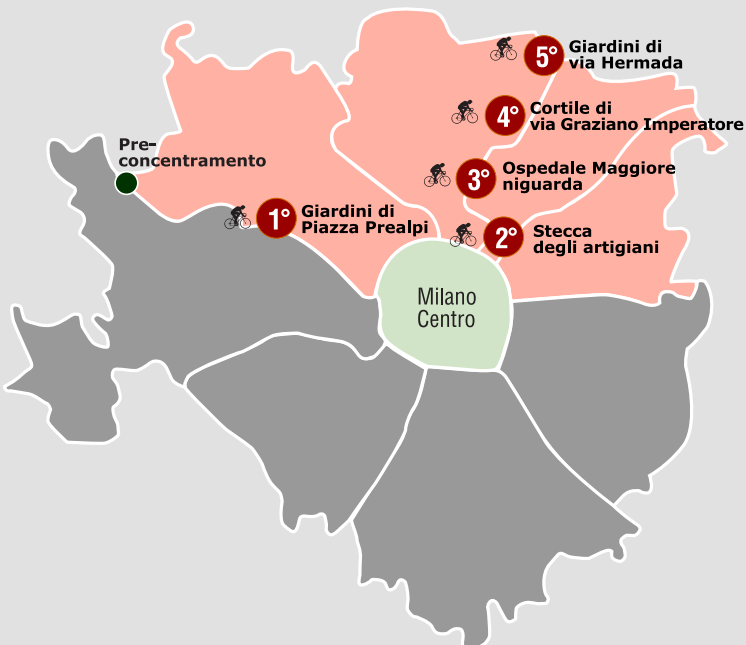 5° Giardini di
via Hermada
4° Cortile di
via Graziano Imperatore
Pre-
concentramento
3° Ospedale Maggiore
niguarda
1° Giardini di
Piazza Prealpi
2° Stecca
degli artigiani
Milano
Centro